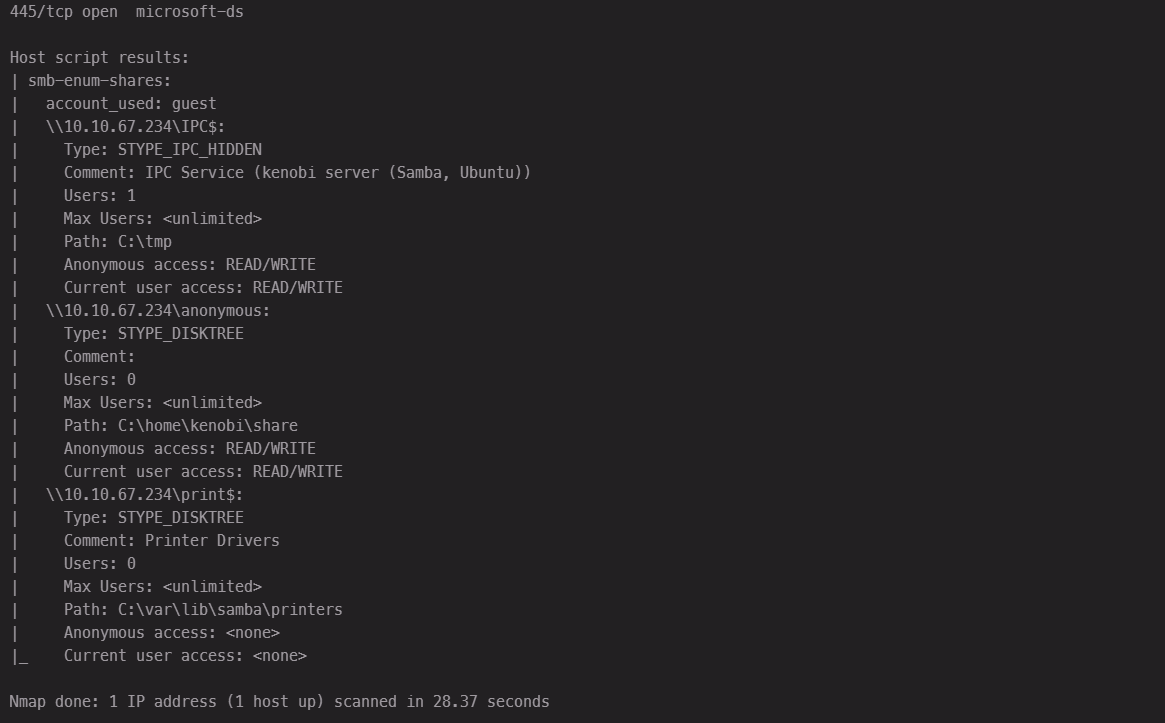 445/tcp open  microsoft-ds

Host script results:
| smb-enum-shares:
|   account_used: guest
|   \\10.10.67.234\IPC$:
|     Type: STYPE_IPC_HIDDEN
|     Comment: IPC Service (kenobi server (Samba, Ubuntu))
|     Users: 1
|     Max Users: <unlimited>
|     Path: C:\tmp
|     Anonymous access: READ/WRITE
|     Current user access: READ/WRITE
|   \\10.10.67.234\anonymous:
|     Type: STYPE_DISKTREE
|     Comment:
|     Users: 0
|     Max Users: <unlimited>
|     Path: C:\home\kenobi\share
|     Anonymous access: READ/WRITE
|     Current user access: READ/WRITE
|   \\10.10.67.234\print$:
|     Type: STYPE_DISKTREE
|     Comment: Printer Drivers
|     Users: 0
|     Max Users: <unlimited>
|     Path: C:\var\lib\samba\printers
|     Anonymous access: <none>
|_    Current user access: <none>

Nmap done: 1 IP address (1 host up) scanned in 28.37 seconds